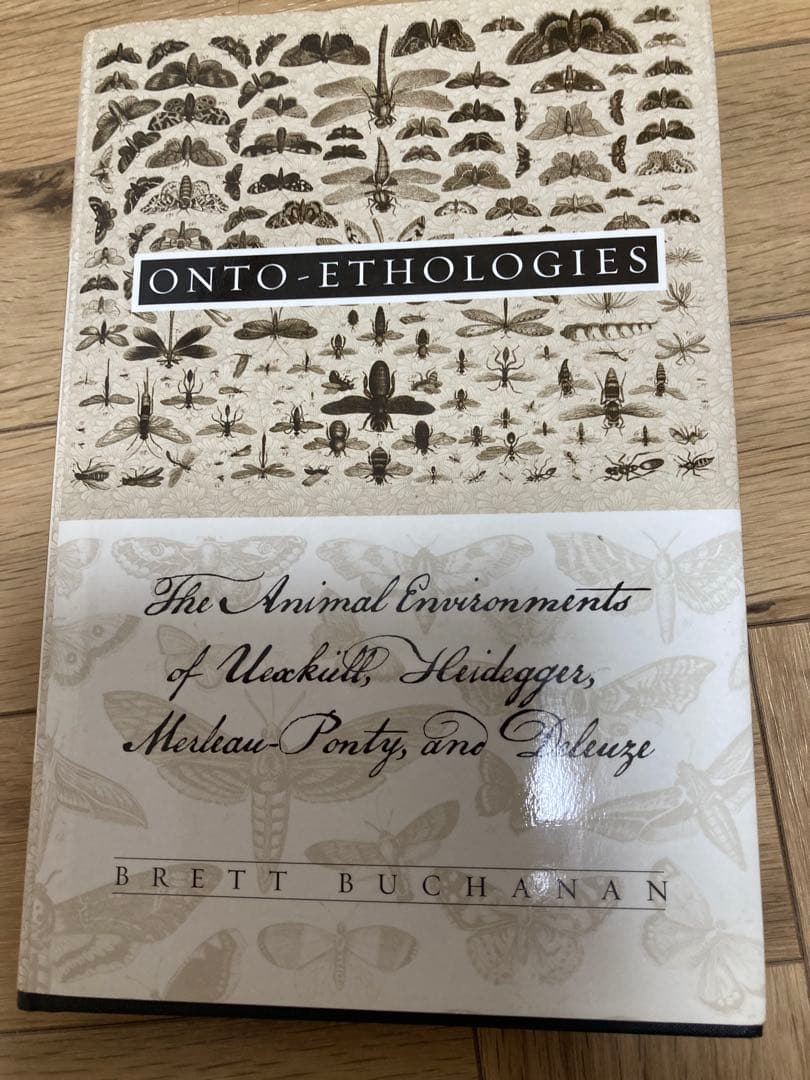 ONTO-ETHOLOGIES
The Animal Environments
of Uexküll, Heidegger,
Merleau-Ponty, and Deleuze
BRETT BUCHANAN